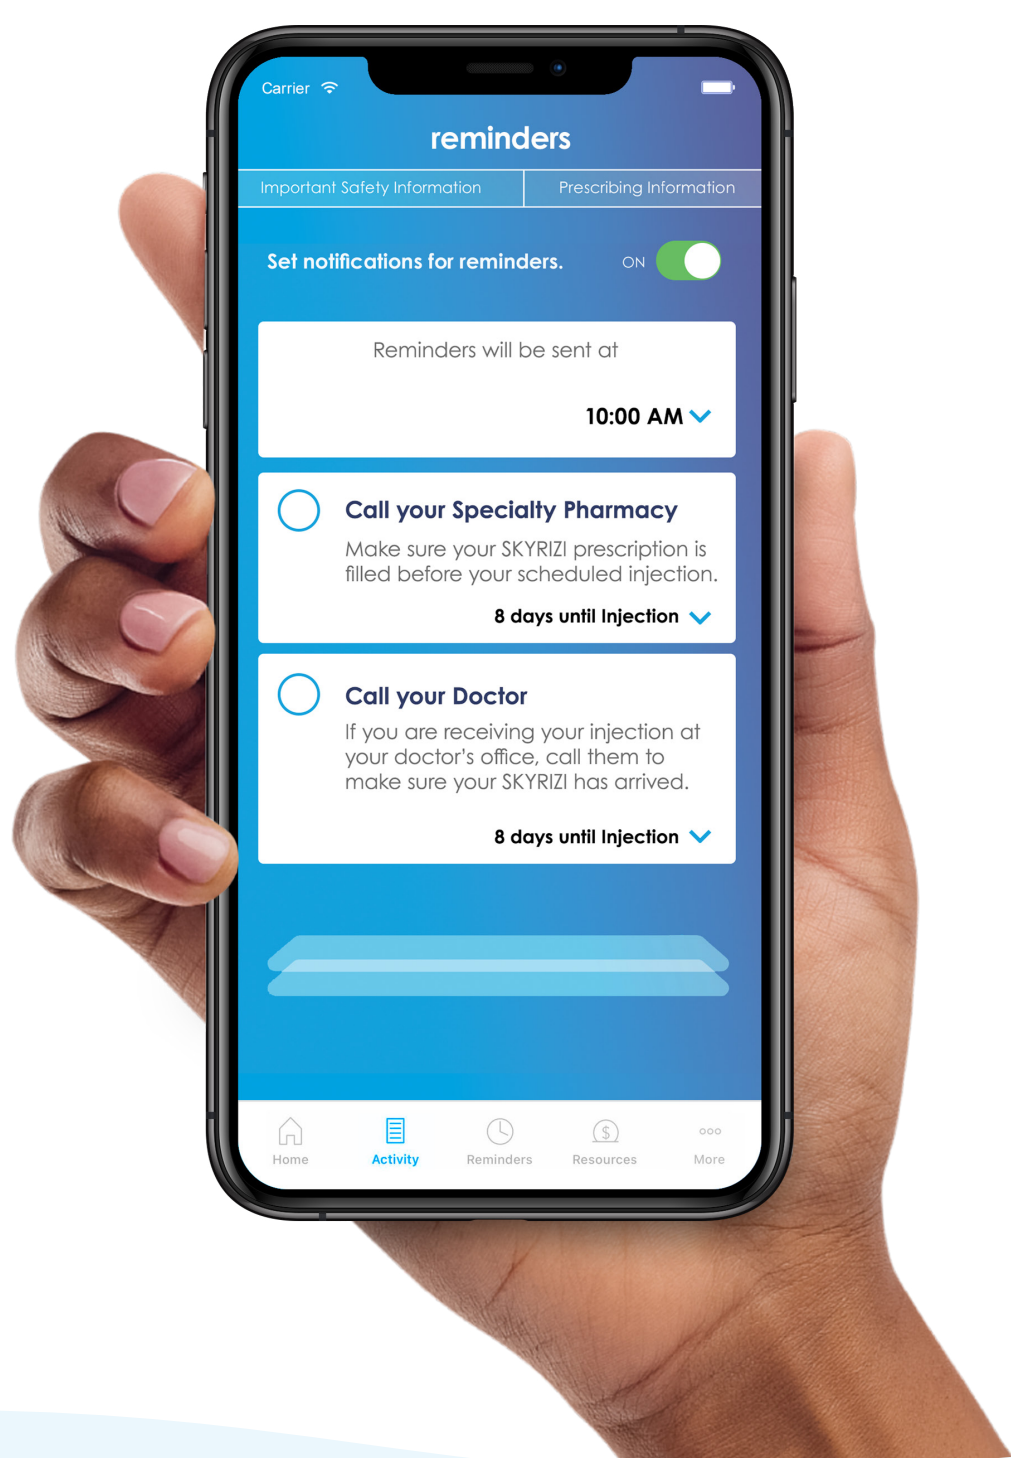 Carrier
reminders
Important Safety Information
Prescribing Information
Set notifications for reminders.
ON
Reminders will be sent at
10:00 AM
Call your Specialty Pharmacy
Make sure your SKYRIZI prescription is
filled before your scheduled injection.
8 days until Injection
Call your Doctor
If you are receiving your injection at
your doctor's office, call them to
make sure your SKYRIZI has arrived.
8 days until Injection
$
Home
Activity
Reminders
Resources
More